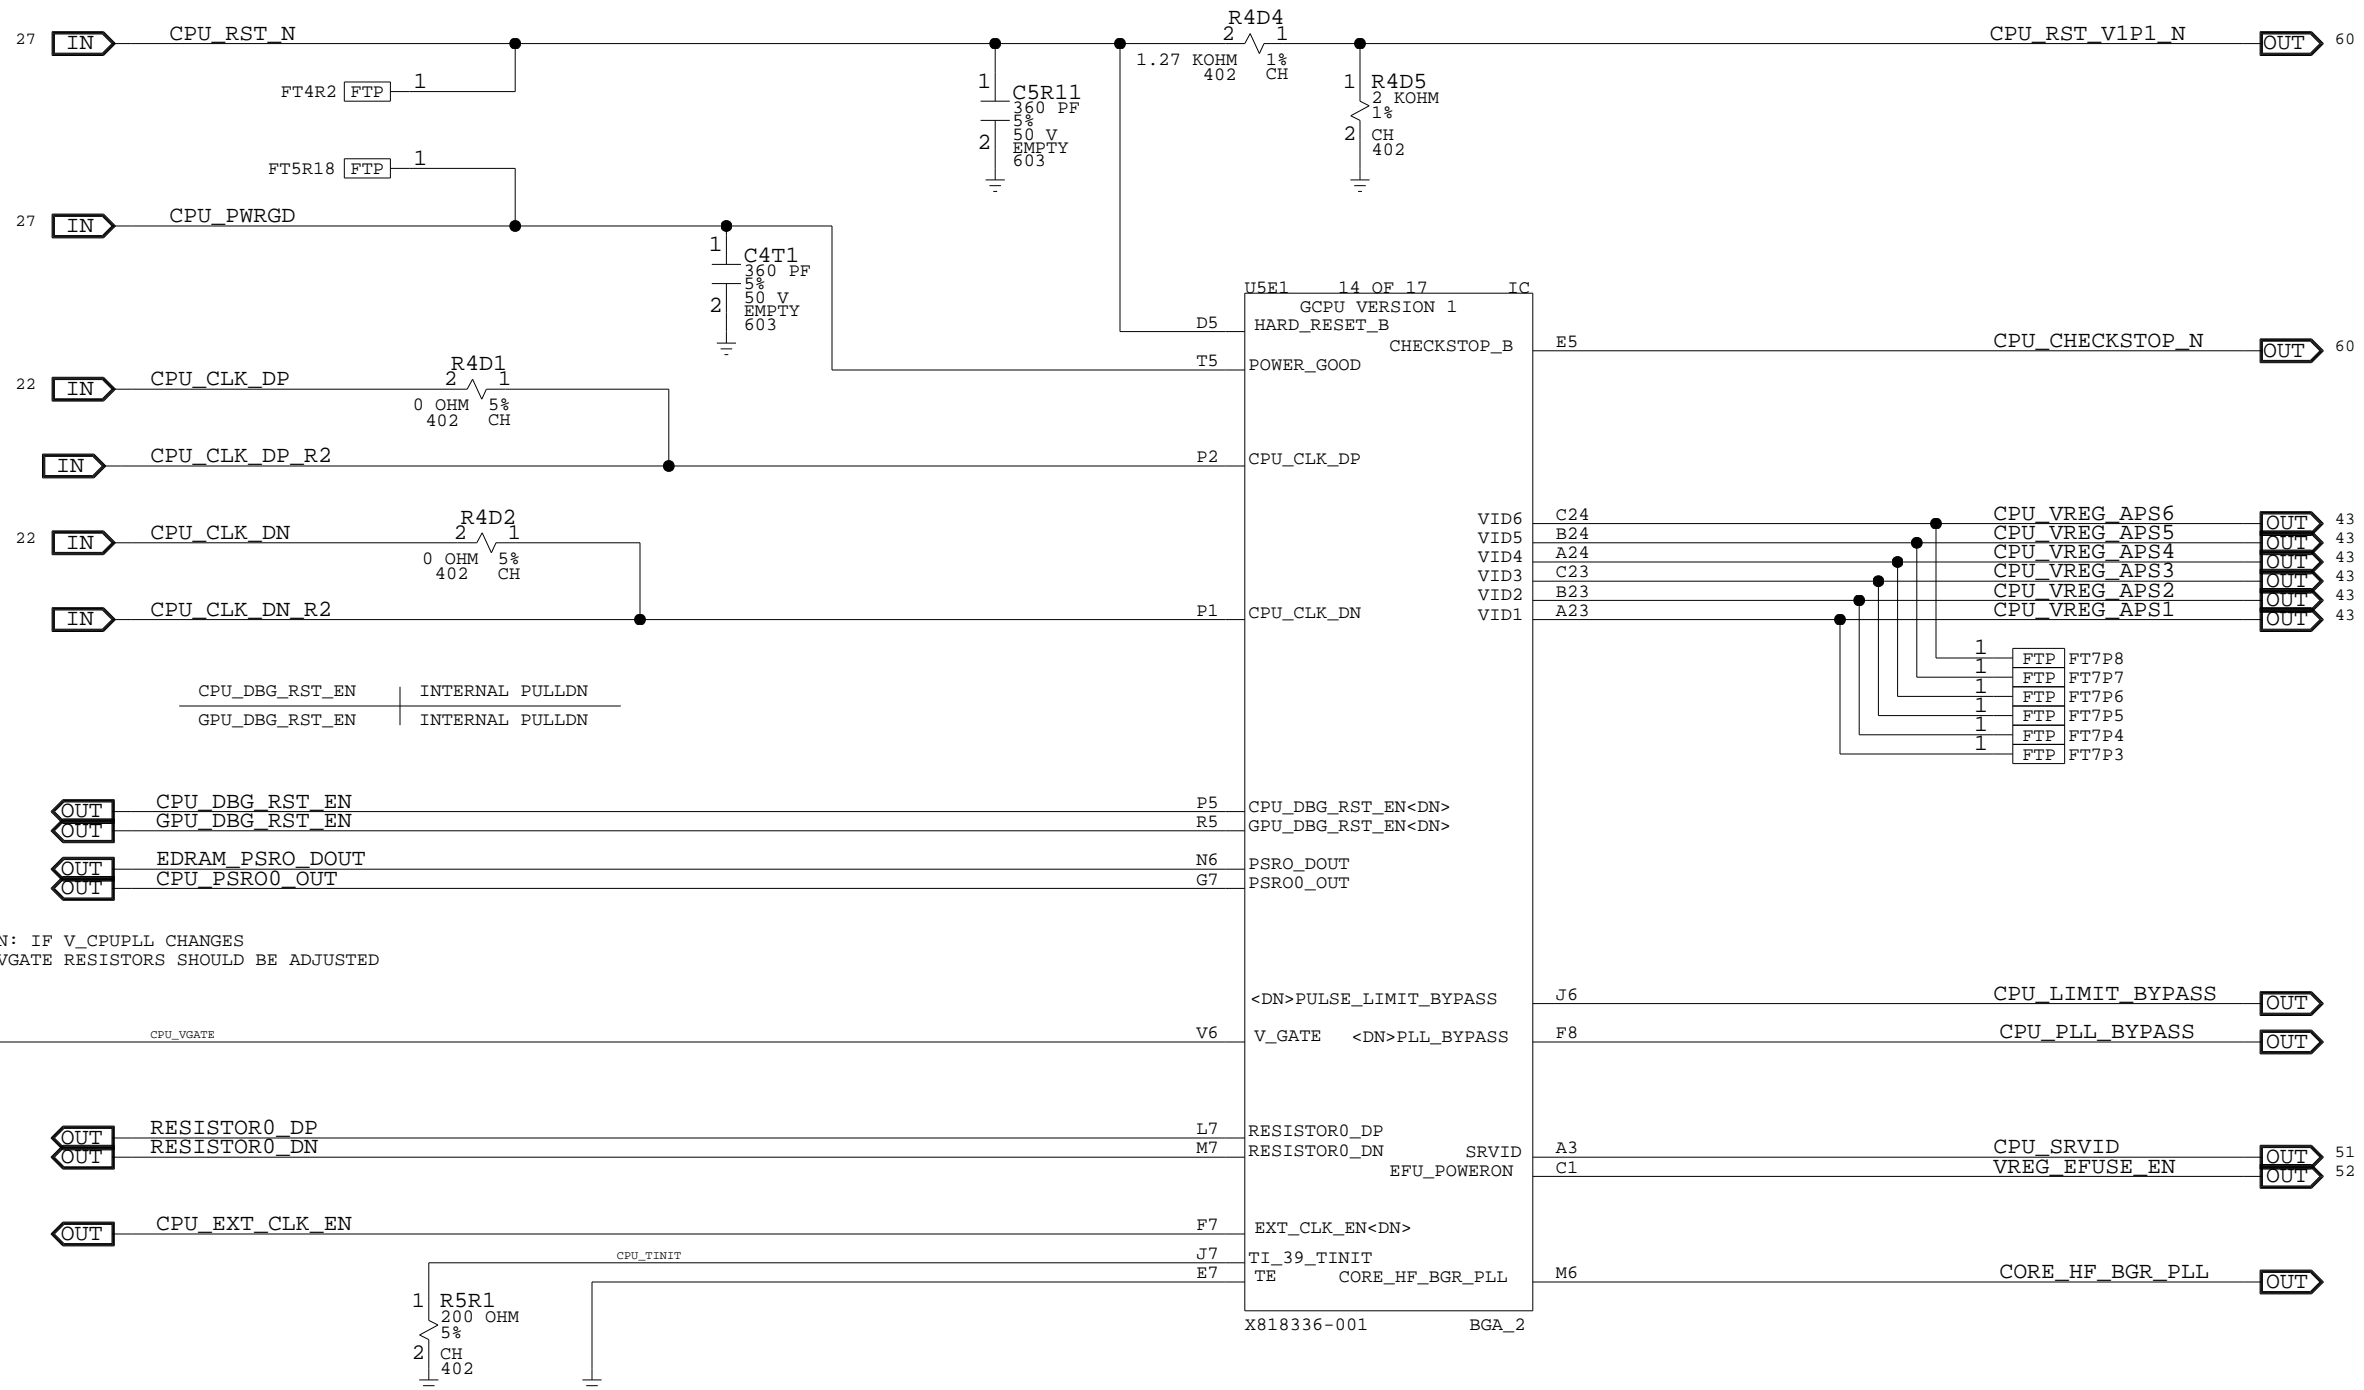 27 IN CPU_RST_N
R4D4
2 1
1.27 KOHM 1%
402 CH
CPU_RST_V1P1_N OUT 60
FT4R2 FTP 1
1 C5R11
360 PF
5%
50 V
2 EMPTY
603
1 R4D5
2 KOHM
1%
2 CH
402
FT5R18 FTP 1
27 IN CPU_PWRGD
1 C4T1
360 PF
5%
50 V
2 EMPTY
603
U5E1 14 OF 17 IC
GCPU VERSION 1
D5 HARD_RESET_B
CHECKSTOP_B E5 CPU_CHECKSTOP_N OUT 60
T5 POWER_GOOD
R4D1
22 IN CPU_CLK_DP 2 1
0 OHM 5%
402 CH
IN CPU_CLK_DP_R2 P2 CPU_CLK_DP
R4D2
22 IN CPU_CLK_DN 2 1
0 OHM 5%
402 CH
VID6 C24 CPU_VREG_APS6 OUT 43
VID5 B24 CPU_VREG_APS5 OUT 43
VID4 A24 CPU_VREG_APS4 OUT 43
VID3 C23 CPU_VREG_APS3 OUT 43
VID2 B23 CPU_VREG_APS2 OUT 43
VID1 A23 CPU_VREG_APS1 OUT 43
IN CPU_CLK_DN_R2 P1 CPU_CLK_DN
1 FTP FT7P8
1 FTP FT7P7
1 FTP FT7P6
1 FTP FT7P5
1 FTP FT7P4
1 FTP FT7P3
CPU_DBG_RST_EN INTERNAL PULLDN
GPU_DBG_RST_EN INTERNAL PULLDN
OUT CPU_DBG_RST_EN P5 CPU_DBG_RST_EN<DN>
OUT GPU_DBG_RST_EN R5 GPU_DBG_RST_EN<DN>
OUT EDRAM_PSRO_DOUT N6 PSRO_DOUT
OUT CPU_PSRO0_OUT G7 PSRO0_OUT
N: IF V_CPUPLL CHANGES
VGATE RESISTORS SHOULD BE ADJUSTED
<DN>PULSE_LIMIT_BYPASS J6 CPU_LIMIT_BYPASS OUT
CPU_VGATE V6 V_GATE <DN>PLL_BYPASS F8 CPU_PLL_BYPASS OUT
OUT RESISTOR0_DP L7 RESISTOR0_DP
OUT RESISTOR0_DN M7 RESISTOR0_DN
SRVID A3 CPU_SRVID OUT 51
EFU_POWERON C1 VREG_EFUSE_EN OUT 52
OUT CPU_EXT_CLK_EN F7 EXT_CLK_EN<DN>
CPU_TINIT J7 TI_39_TINIT
E7 TE CORE_HF_BGR_PLL M6 CORE_HF_BGR_PLL OUT
1 R5R1
200 OHM
5%
2 CH
402
X818336-001 BGA_2